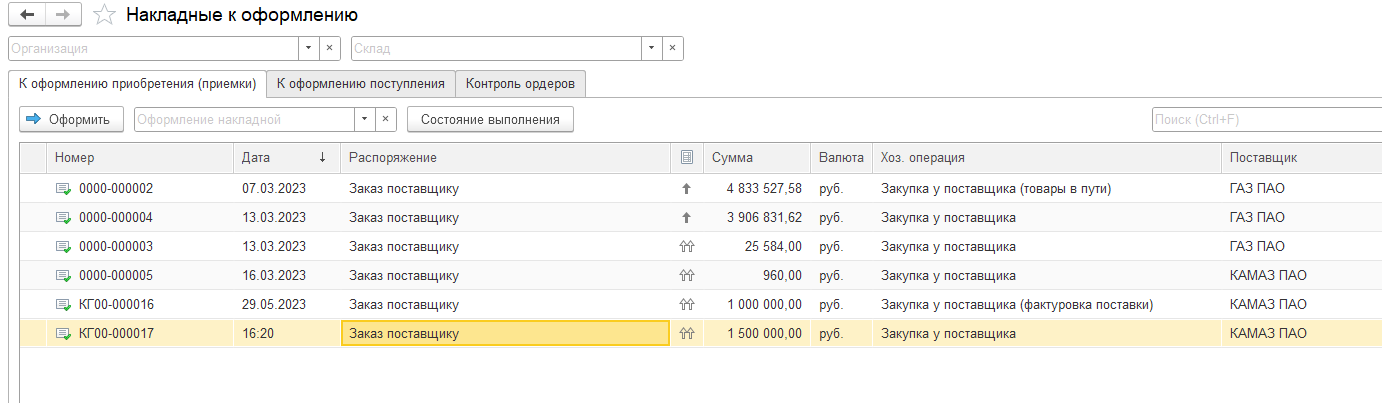 Накладные к оформлению
Организация Склад
К оформлению приобретения (приемки) К оформлению поступления Контроль ордеров
Оформить Оформление накладной Состояние выполнения Поиск (Ctrl+F)
Номер Дата Распоряжение Сумма Валюта Хоз. операция Поставщик
0000-000002 07.03.2023 Заказ поставщику 4 833 527,58 руб. Закупка у поставщика (товары в пути) ГАЗ ПАО
0000-000004 13.03.2023 Заказ поставщику 3 906 831,62 руб. Закупка у поставщика ГАЗ ПАО
0000-000003 13.03.2023 Заказ поставщику 25 584,00 руб. Закупка у поставщика ГАЗ ПАО
0000-000005 16.03.2023 Заказ поставщику 960,00 руб. Закупка у поставщика КАМАЗ ПАО
КГ00-000016 29.05.2023 Заказ поставщику 1 000 000,00 руб. Закупка у поставщика (фактуровка поставки) КАМАЗ ПАО
КГ00-000017 16:20 Заказ поставщику 1 500 000,00 руб. Закупка у поставщика КАМАЗ ПАО